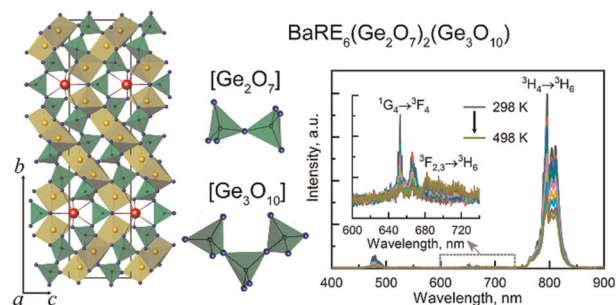 BaRE₆(Ge₂O₇)₂(Ge₃O₁₀)
[Ge₂O₇]
[Ge₃O₁₀]
b
a
c
Intensity, a.u.
³H₄→³H₆
298 K
498 K
¹G₄→³F₄
³F₂,₃→³H₆
600 640 680 720
Wavelength, nm
400 500 600 700 800 900
Wavelength, nm